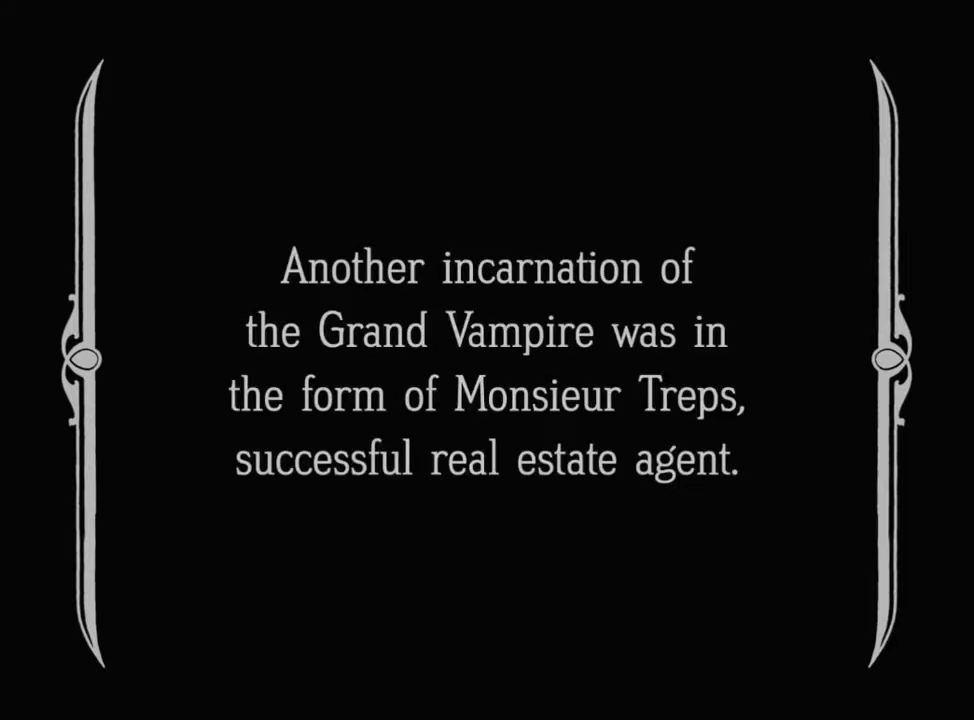 Another incarnation of
the Grand Vampire was in
the form of Monsieur Treps,
successful real estate agent.